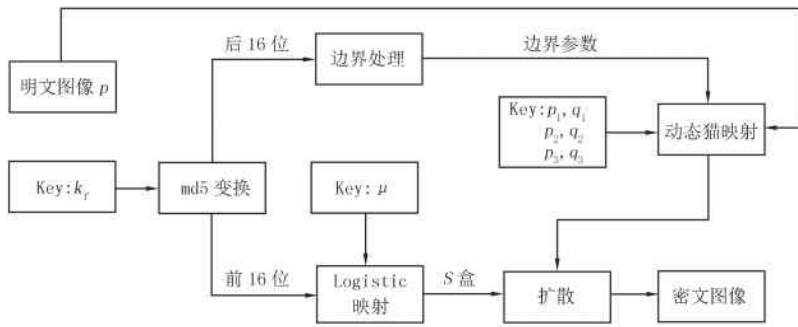 后 16 位
边界处理
边界参数
明文图像 p
Key:p₁, q₁
p₂, q₂
p₃, q₃
动态猫映射
Key:kf
md5 变换
Key: μ
前 16 位
Logistic
映射
S 盒
扩散
密文图像